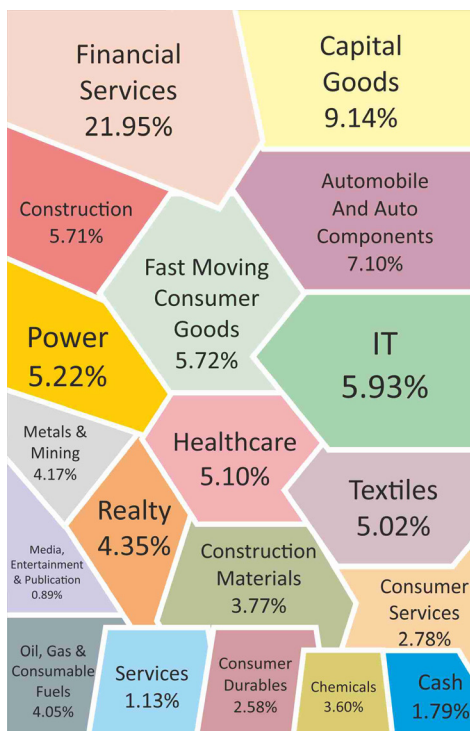 Financial
Services
21.95%
Capital
Goods
9.14%
Construction
5.71%
Automobile
And Auto
Components
7.10%
Fast Moving
Consumer
Goods
5.72%
Power
5.22%
IT
5.93%
Metals &
Mining
4.17%
Healthcare
5.10%
Realty
4.35%
Textiles
5.02%
Media,
Entertainment
& Publication
0.89%
Construction
Materials
3.77%
Consumer
Services
2.78%
Oil, Gas &
Consumable
Fuels
4.05%
Services
1.13%
Consumer
Durables
2.58%
Chemicals
3.60%
Cash
1.79%